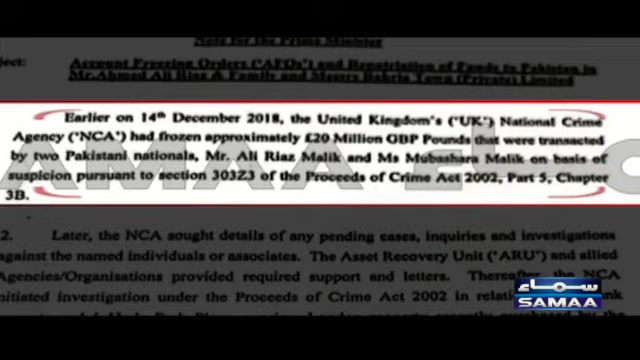 Note for the Prime Minister
ject: Account Freezing Orders ('AFOs') and Repatriation of Funds to Pakistan in
Mr.Ahmed Ali Riaz & Family and Messrs Bahria Town (Private) Limited
Earlier on 14th December 2018, the United Kingdom's ('UK') National Crime
Agency ('NCA') had frozen approximately £20 Million GBP Pounds that were transacted
by two Pakistani nationals, Mr. Ali Riaz Malik and Ms Mubashara Malik on basis of
suspicion pursuant to section 303Z3 of the Proceeds of Crime Act 2002, Part 5, Chapter
3B.
2. Later, the NCA sought details of any pending cases, inquiries and investigations
against the named individuals or associates. The Asset Recovery Unit ('ARU') and allied
Agencies/Organisations provided required support and letters. Thereafter, the NCA
nitiated investigation under the Proceeds of Crime Act 2002 in relation
سماء
SAMAA